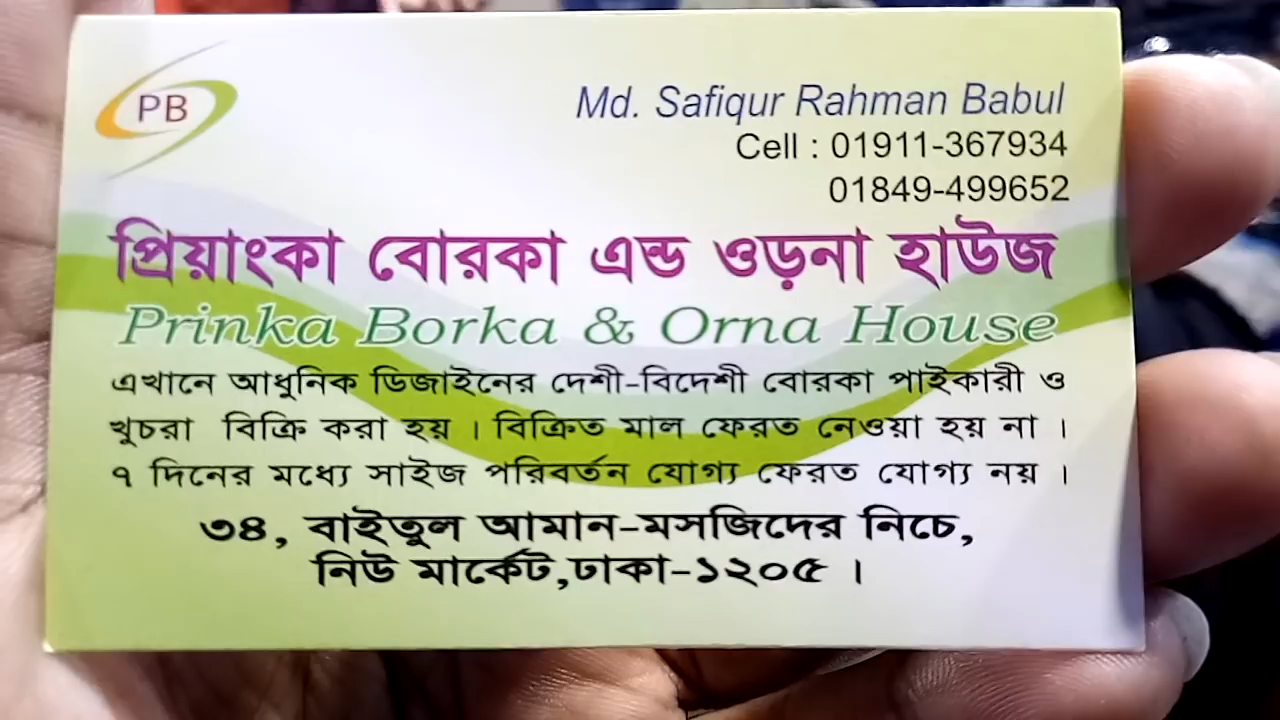 PB
Md. Safiqur Rahman Babul
Cell : 01911-367934
01849-499652
প্রিয়াংকা বোরকা এন্ড ওড়না হাউজ
Prinka Borka & Orna House
এখানে আধুনিক ডিজাইনের দেশী-বিদেশী বোরকা পাইকারী ও
খুচরা বিক্রি করা হয় । বিক্রিত মাল ফেরত নেওয়া হয় না ।
৭ দিনের মধ্যে সাইজ পরিবর্তন যোগ্য ফেরত যোগ্য নয় ।
৩৪, বাইতুল আমান-মসজিদের নিচে,
নিউ মার্কেট,ঢাকা-১২০৫ ।